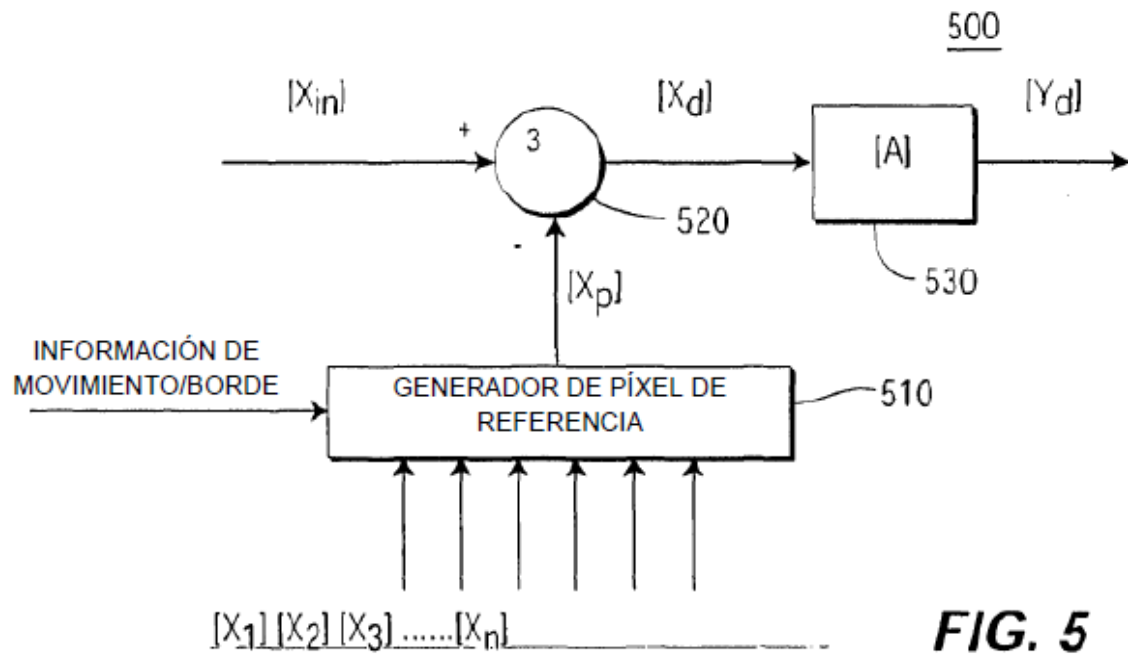 500
[Xin] + [Xd] [Yd]
3 [A]
520
-
530
[Xp]
INFORMACIÓN DE
MOVIMIENTO/BORDE
GENERADOR DE PÍXEL DE
REFERENCIA
510
[X1] [X2] [X3] ......[Xn]
FIG. 5